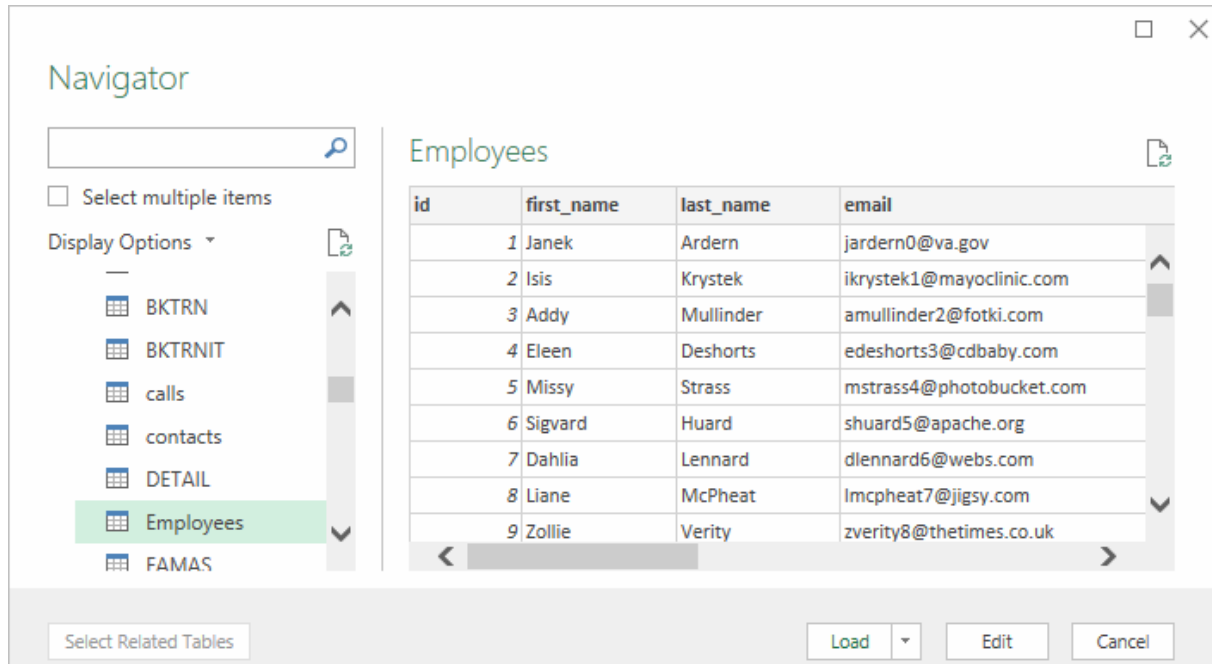 Navigator
Select multiple items
Display Options
BKTRN
BKTRNIT
calls
contacts
DETAIL
Employees
FAMAS
Employees
id first_name last_name email
1 Janek Ardern jardern0@va.gov
2 Isis Krystek ikrystek1@mayoclinic.com
3 Addy Mullinder amullinder2@fotki.com
4 Eleen Deshorts edeshorts3@cdbaby.com
5 Missy Strass mstrass4@photobucket.com
6 Sigvard Huard shuard5@apache.org
7 Dahlia Lennard dlennard6@webs.com
8 Liane McPheat lmcpheat7@jigsy.com
9 Zollie Verity zverity8@thetimes.co.uk
Select Related Tables Load Edit Cancel